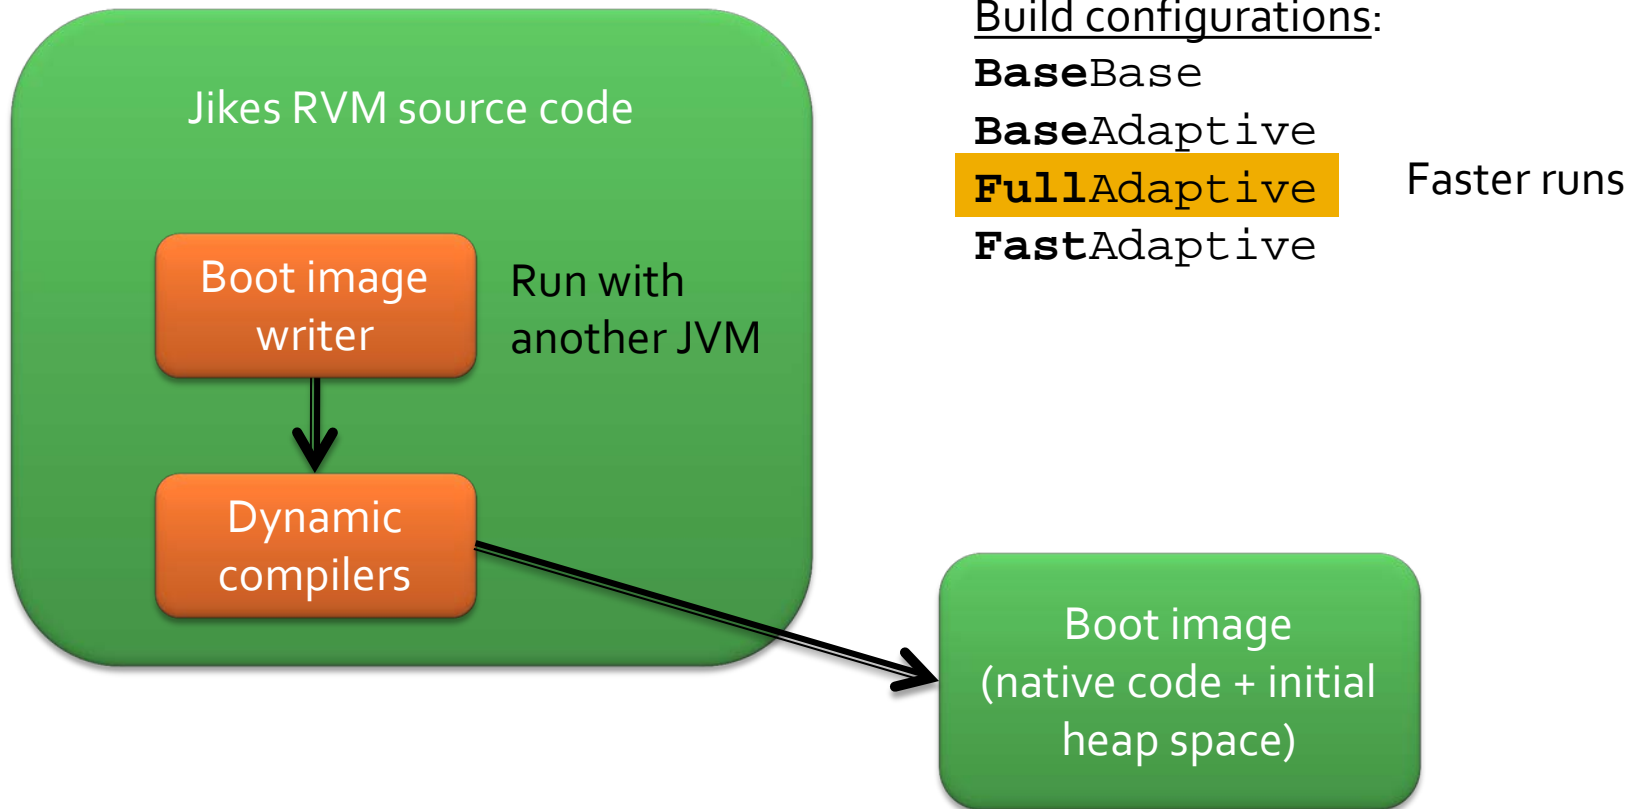 Build configurations:
BaseBase
BaseAdaptive
FullAdaptive
Faster runs
FastAdaptive
Jikes RVM source code
Boot image
writer
Run with
another JVM
Dynamic
compilers
Boot image
(native code + initial
heap space)